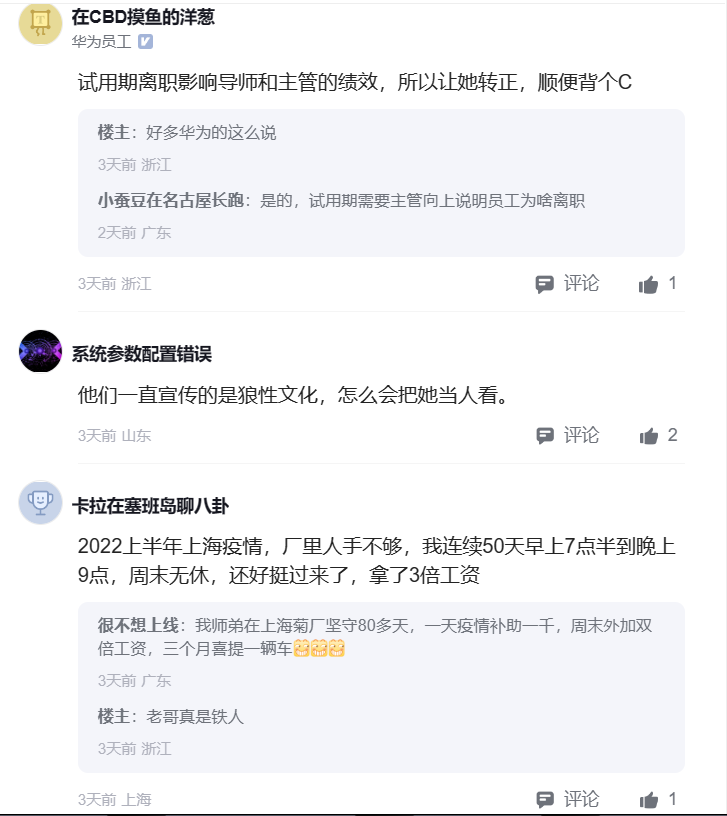 在CBD摸鱼的洋葱
华为员工
试用期离职影响导师和主管的绩效，所以让她转正，顺便背个C
楼主：好多华为的这么说
3天前 浙江
小蚕豆在名古屋长跑：是的，试用期需要主管向上说明员工为啥离职
2天前 广东
3天前 浙江 评论 1
系统参数配置错误
他们一直宣传的是狼性文化，怎么会把她当人看。
3天前 山东 评论 2
卡拉在塞班岛聊八卦
2022上半年上海疫情，厂里人手不够，我连续50天早上7点半到晚上
9点，周末无休，还好挺过来了，拿了3倍工资
很不想上线：我师弟在上海菊厂坚守80多天，一天疫情补助一千，周末外加双
倍工资，三个月喜提一辆车
3天前 广东
楼主：老哥真是铁人
3天前 浙江
3天前 上海 评论 1